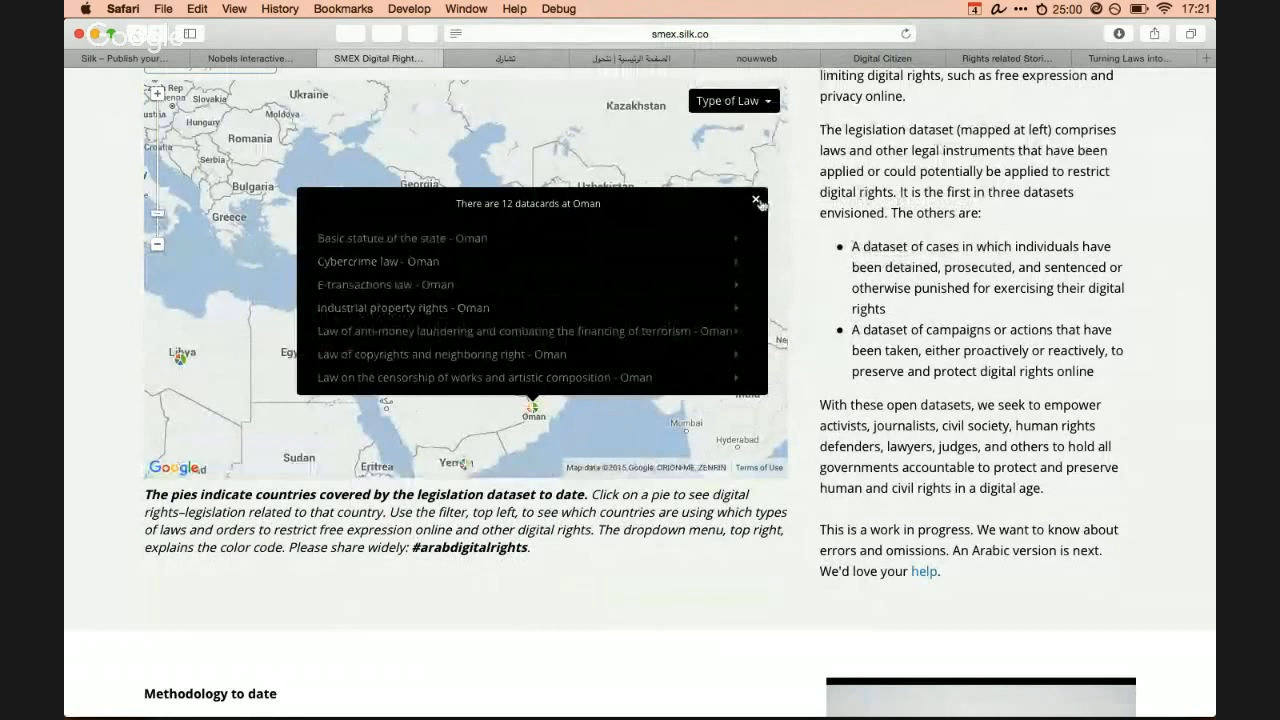 Safari File Edit View History Bookmarks Develop Window Help Debug
4 25:00 17:21
Google
smex.silk.co
Silk – Publish your... Nobels Interactive... SMEX Digital Right... تشارك الصفحة الرئيسية | نتحول nouwweb Digital Citizen Rights related Stori... Turning Laws into...
Type of Law
Rep
Slovakia
Ukraine
Kazakhstan
ustria
Hungary
Moldova
Romania
Croatia
Serbia
Bulgaria
Georgia
Uzbekistan
Greece
There are 12 datacards at Oman
Basic statute of the state - Oman
Cybercrime law - Oman
E-transactions law - Oman
Industrial property rights - Oman
Law of anti-money laundering and combating the financing of terrorism - Oman
Law of copyrights and neighboring right - Oman
Law on the censorship of works and artistic composition - Oman
Libya
Oman
مكة
Mumbai
Hyderabad
Sudan
Eritrea
Yemen
Google
Map data ©2015 Google, ORION-ME, ZENRIN Terms of Use
The pies indicate countries covered by the legislation dataset to date. Click on a pie to see digital
rights–legislation related to that country. Use the filter, top left, to see which countries are using which types
of laws and orders to restrict free expression online and other digital rights. The dropdown menu, top right,
explains the color code. Please share widely: #arabdigitalrights.
limiting digital rights, such as free expression and
privacy online.
The legislation dataset (mapped at left) comprises
laws and other legal instruments that have been
applied or could potentially be applied to restrict
digital rights. It is the first in three datasets
envisioned. The others are:
A dataset of cases in which individuals have
been detained, prosecuted, and sentenced or
otherwise punished for exercising their digital
rights
A dataset of campaigns or actions that have
been taken, either proactively or reactively, to
preserve and protect digital rights online
With these open datasets, we seek to empower
activists, journalists, civil society, human rights
defenders, lawyers, judges, and others to hold all
governments accountable to protect and preserve
human and civil rights in a digital age.
This is a work in progress. We want to know about
errors and omissions. An Arabic version is next.
We'd love your help.
Methodology to date